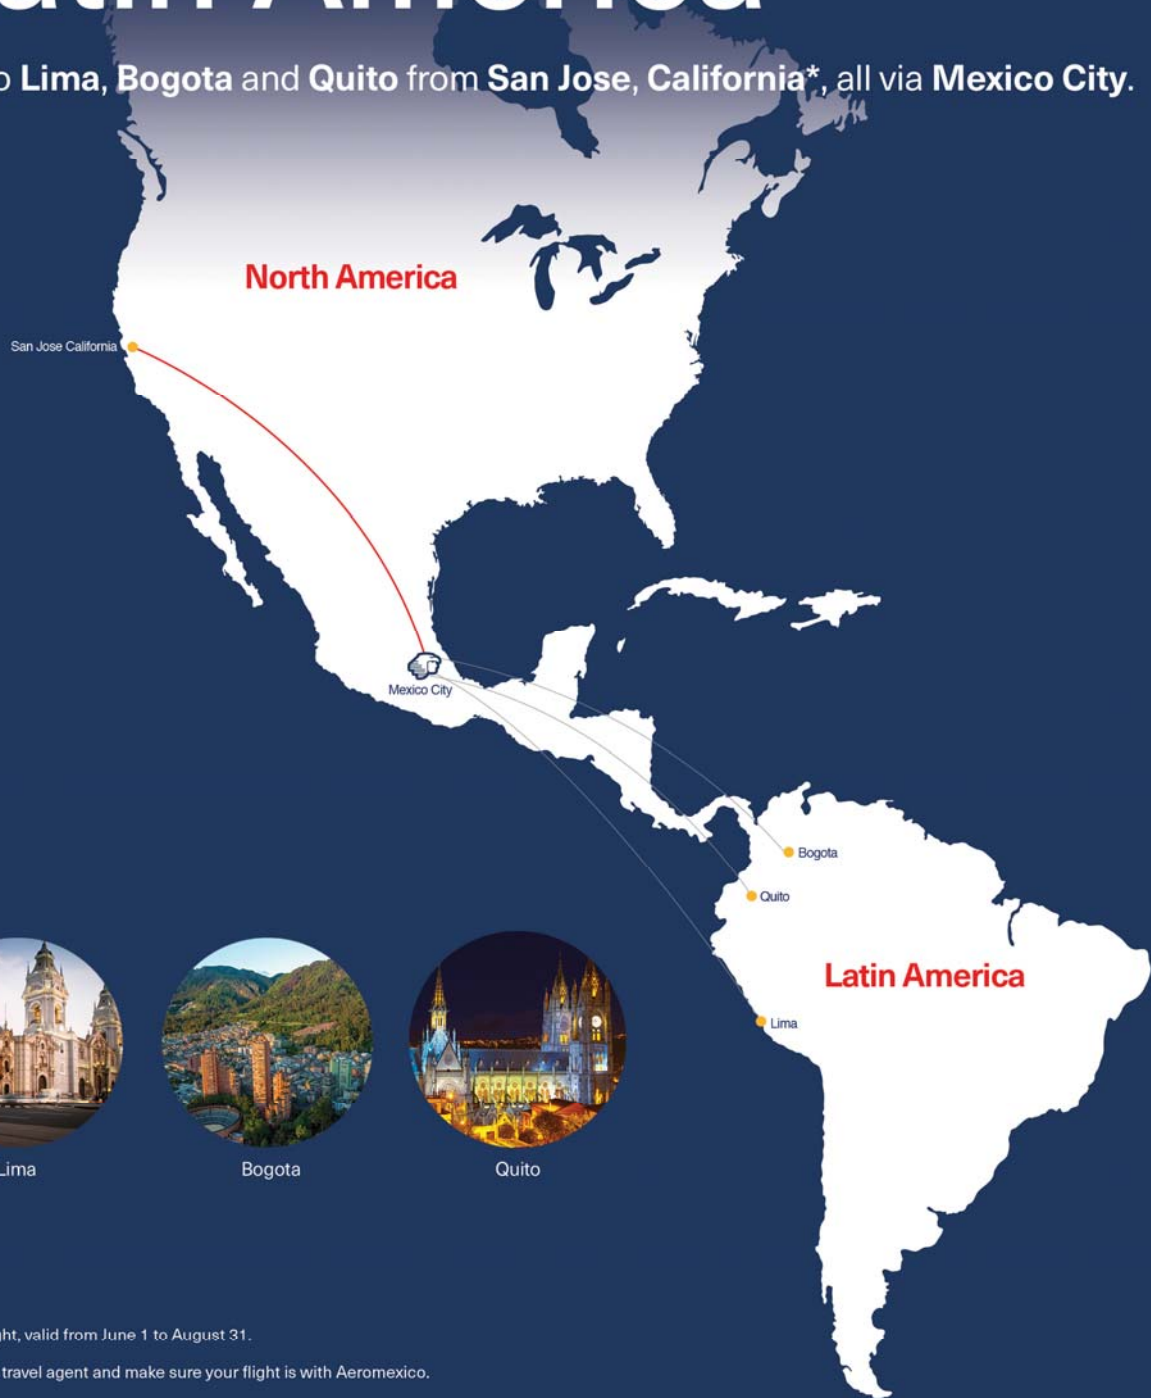 Latin America
o Lima, Bogota and Quito from San Jose, California*, all via Mexico City.
North America
San Jose California
Mexico City
Bogota
Quito
Latin America
Lima
Lima
Bogota
Quito
ht, valid from June 1 to August 31.
travel agent and make sure your flight is with Aeromexico.